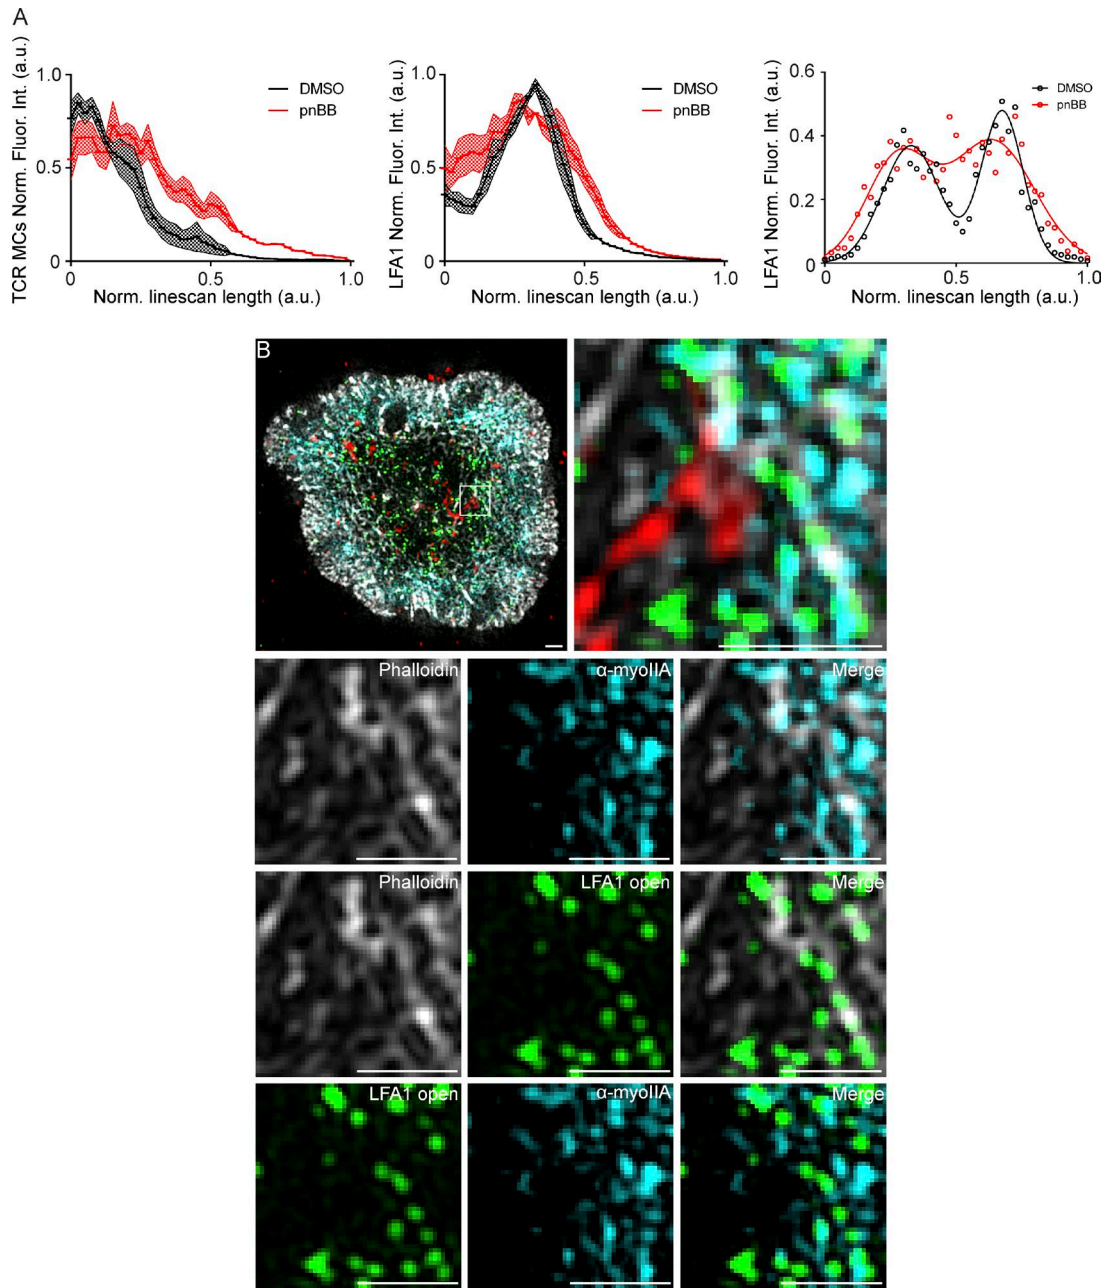 A
TCR MCs Norm. Fluor. Int. (a.u.)
1.0
0.5
0
0
0.5
1.0
Norm. linescan length (a.u.)
DMSO
pnBB
LFA1 Norm. Fluor. Int. (a.u.)
1.0
0.5
0
0
0.5
1.0
Norm. linescan length (a.u.)
DMSO
pnBB
LFA1 Norm. Fluor. Int. (a.u.)
0.6
0.4
0.2
0
0
0.5
1.0
Norm. linescan length (a.u.)
DMSO
pnBB
B
Phalloidin
α-myoIIA
Merge
Phalloidin
LFA1 open
Merge
LFA1 open
α-myoIIA
Merge